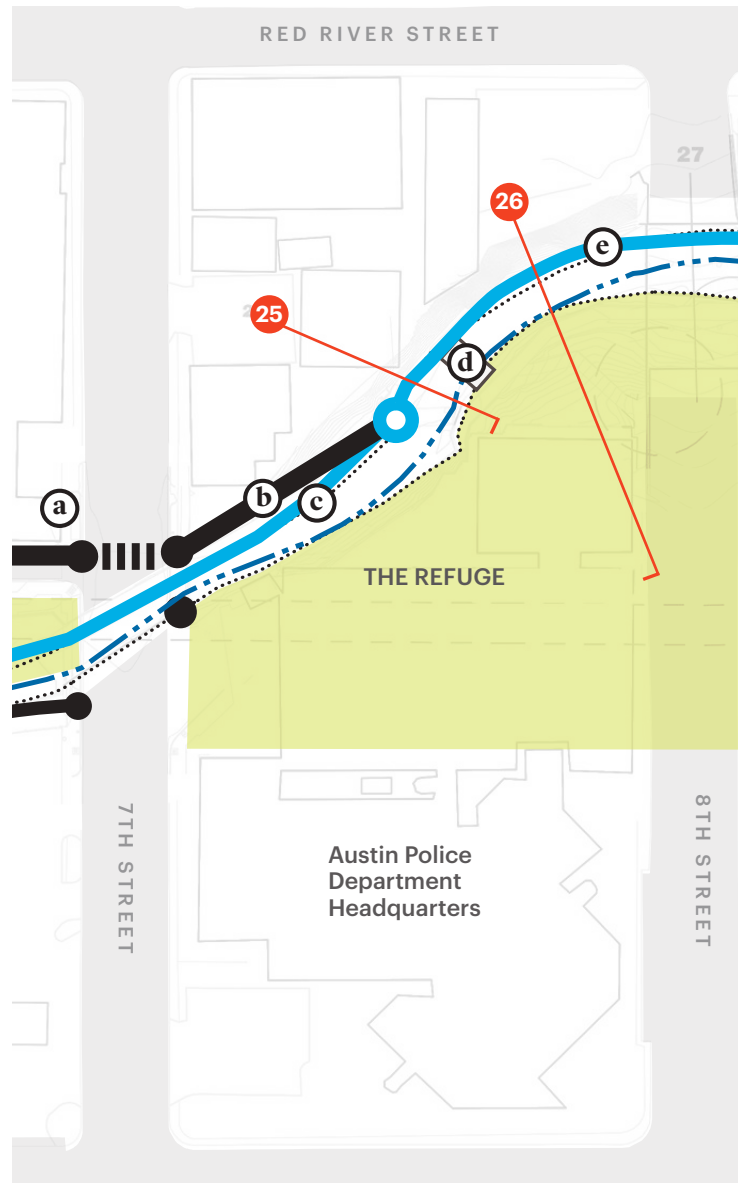 RED RIVER STREET
27
26
e
25
d
a
b
c
THE REFUGE
Austin Police
Department
Headquarters
7TH STREET
8TH STREET